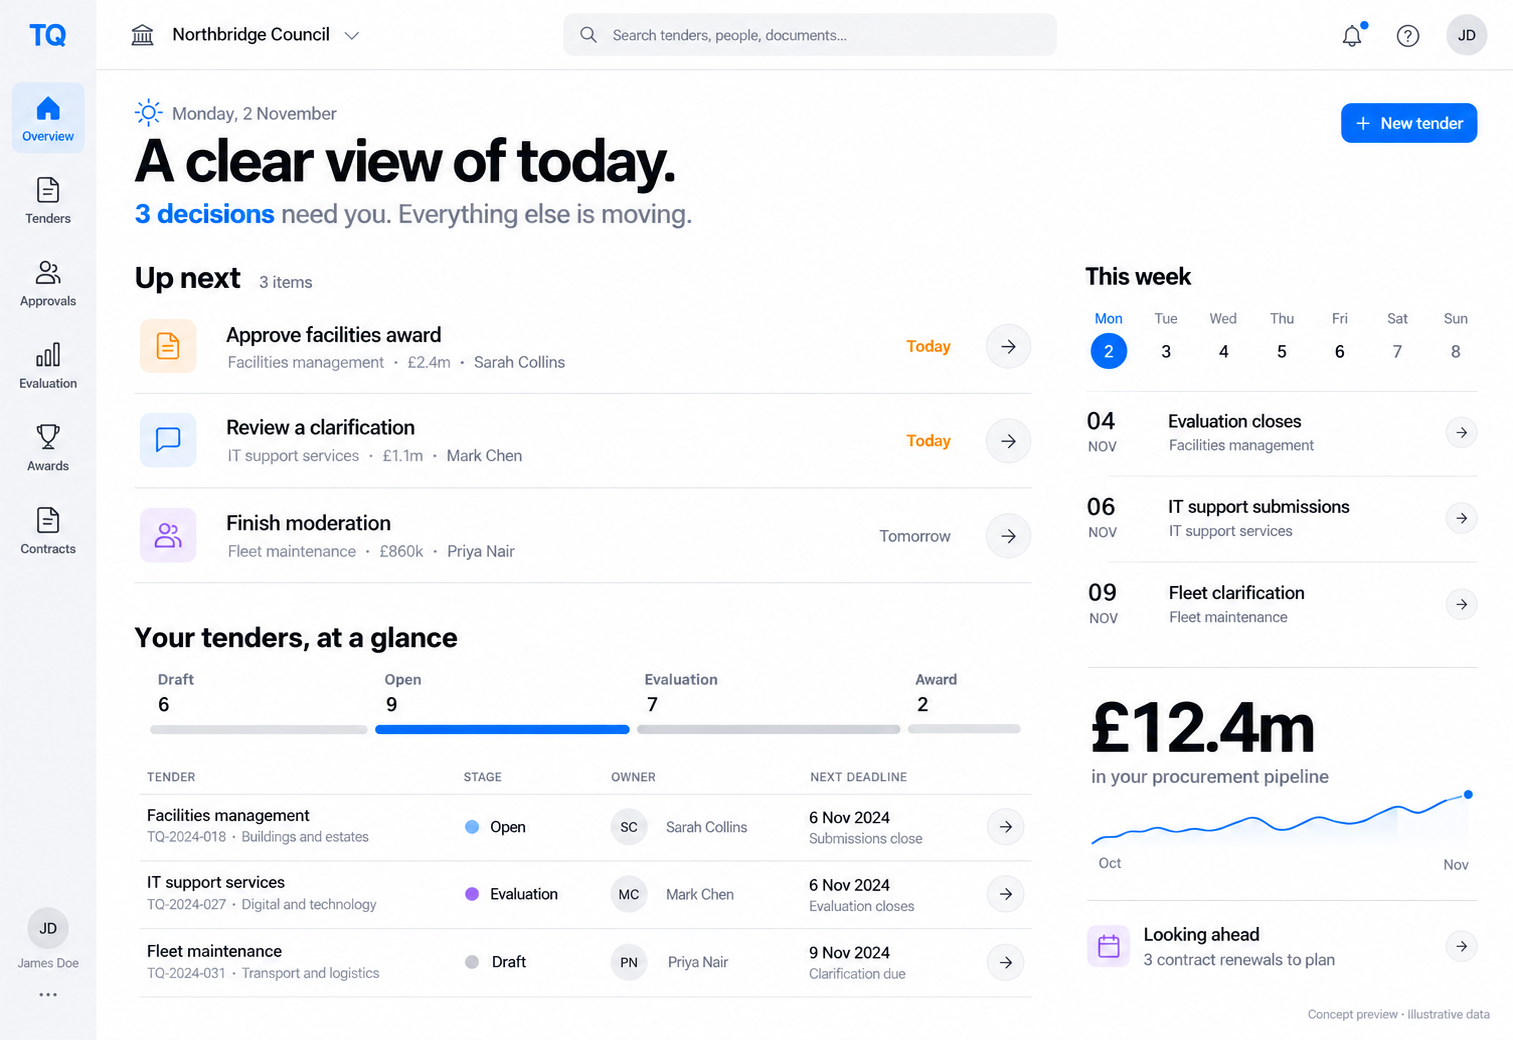 TQ
Northbridge Council
Search tenders, people, documents...
JD
Overview
Tenders
Approvals
Evaluation
Awards
Contracts
JD
James Doe
Monday, 2 November
A clear view of today.
3 decisions need you. Everything else is moving.
+ New tender
Up next 3 items
Approve facilities award
Facilities management · £2.4m · Sarah Collins
Today
Review a clarification
IT support services · £1.1m · Mark Chen
Today
Finish moderation
Fleet maintenance · £860k · Priya Nair
Tomorrow
Your tenders, at a glance
Draft Open Evaluation Award
6 9 7 2
TENDER STAGE OWNER NEXT DEADLINE
Facilities management
TQ-2024-018 · Buildings and estates
Open
SC Sarah Collins
6 Nov 2024
Submissions close
IT support services
TQ-2024-027 · Digital and technology
Evaluation
MC Mark Chen
6 Nov 2024
Evaluation closes
Fleet maintenance
TQ-2024-031 · Transport and logistics
Draft
PN Priya Nair
9 Nov 2024
Clarification due
This week
Mon Tue Wed Thu Fri Sat Sun
2 3 4 5 6 7 8
04
NOV
Evaluation closes
Facilities management
06
NOV
IT support submissions
IT support services
09
NOV
Fleet clarification
Fleet maintenance
£12.4m
in your procurement pipeline
Oct Nov
Looking ahead
3 contract renewals to plan
Concept preview · Illustrative data